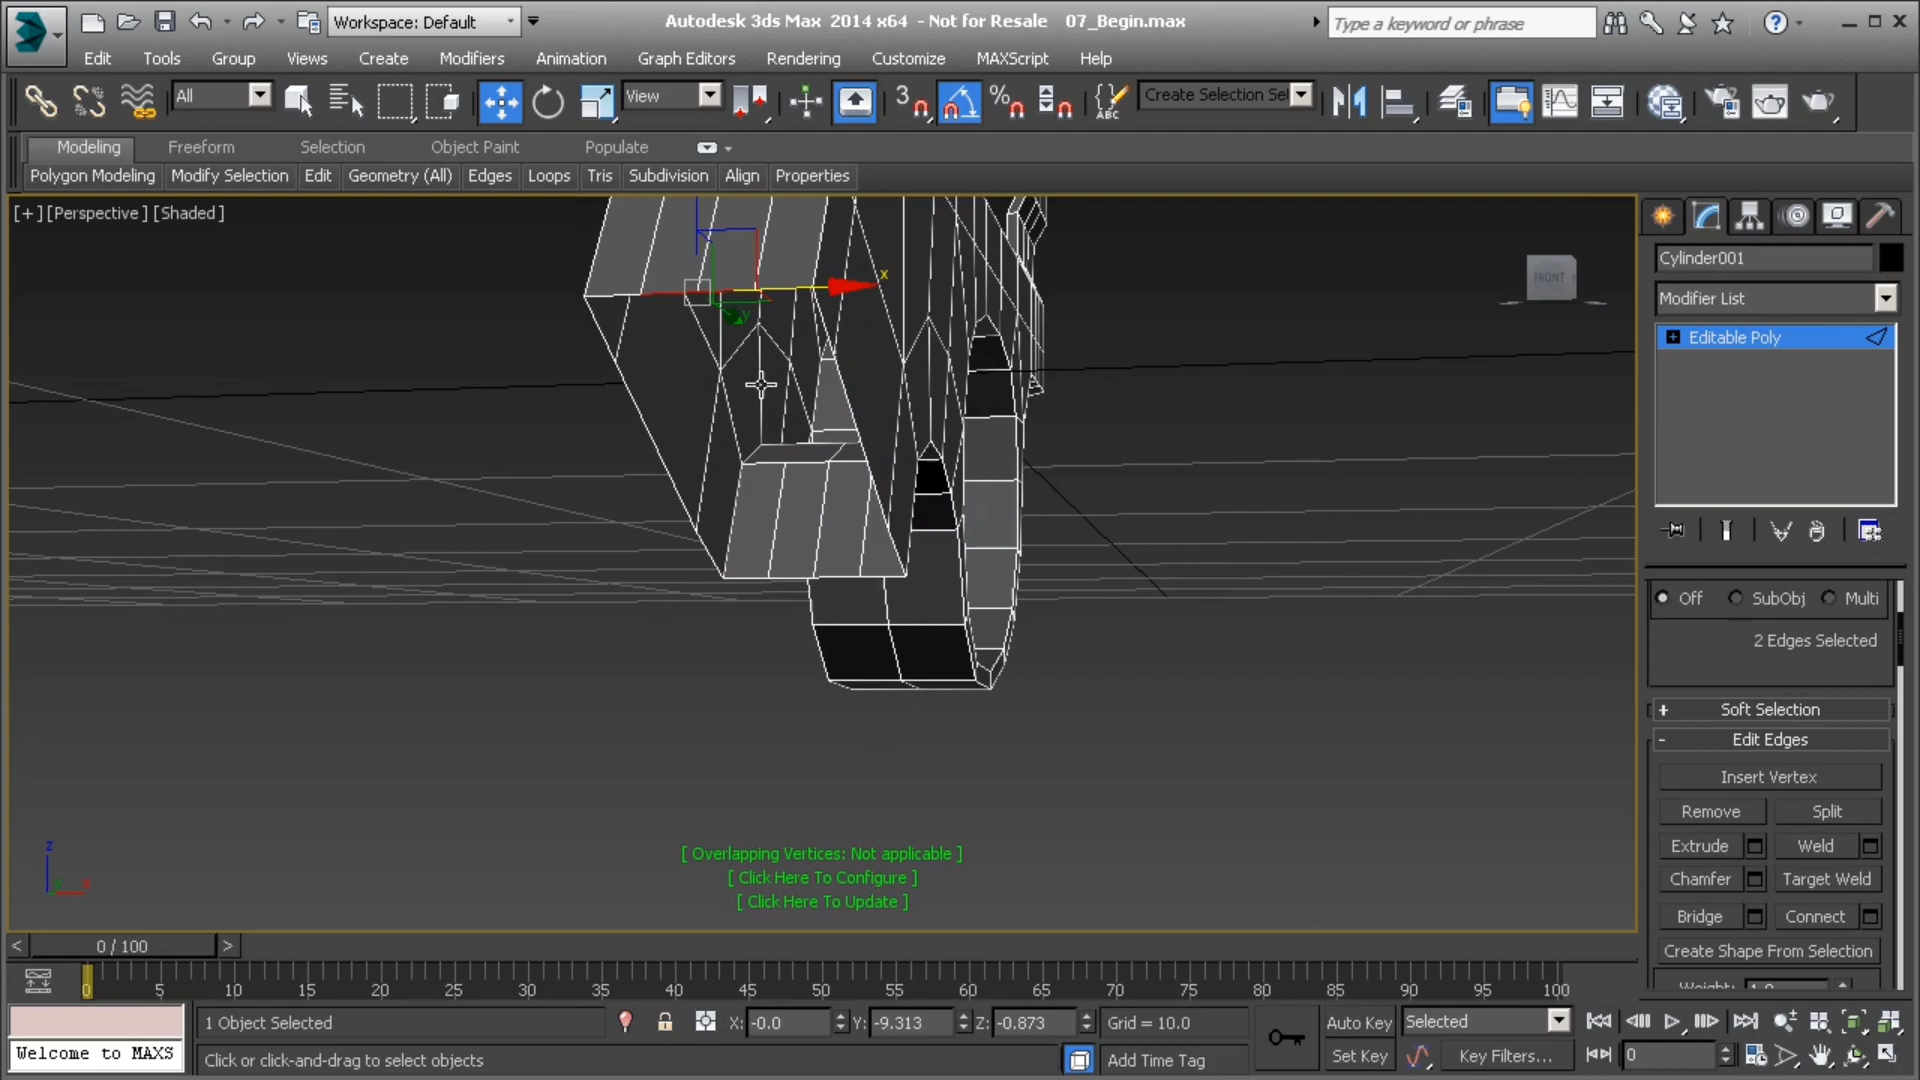 Workspace: Default
Autodesk 3ds Max 2014 x64 - Not for Resale 07_Begin.max
Type a keyword or phrase
Edit Tools Group Views Create Modifiers Animation Graph Editors Rendering Customize MAXScript Help
All View 3 % ABC Create Selection Sel
Modeling Freeform Selection Object Paint Populate
Polygon Modeling Modify Selection Edit Geometry (All) Edges Loops Tris Subdivision Align Properties
[+][Perspective][Shaded]
x
y
FRONT
Cylinder001
Modifier List
Editable Poly
Off SubObj Multi
2 Edges Selected
+ Soft Selection
- Edit Edges
Insert Vertex
Remove Split
Extrude Weld
Chamfer Target Weld
Bridge Connect
Create Shape From Selection
z
[ Overlapping Vertices: Not applicable ]
[ Click Here To Configure ]
[ Click Here To Update ]
< 0 / 100 >
0 5 10 15 20 25 30 35 40 45 50 55 60 65 70 75 80 85 90 95 100
1 Object Selected X: -0.0 Y: -9.313 Z: -0.873 Grid = 10.0 Auto Key Selected
Welcome to MAXS Click or click-and-drag to select objects Add Time Tag Set Key Key Filters... 0